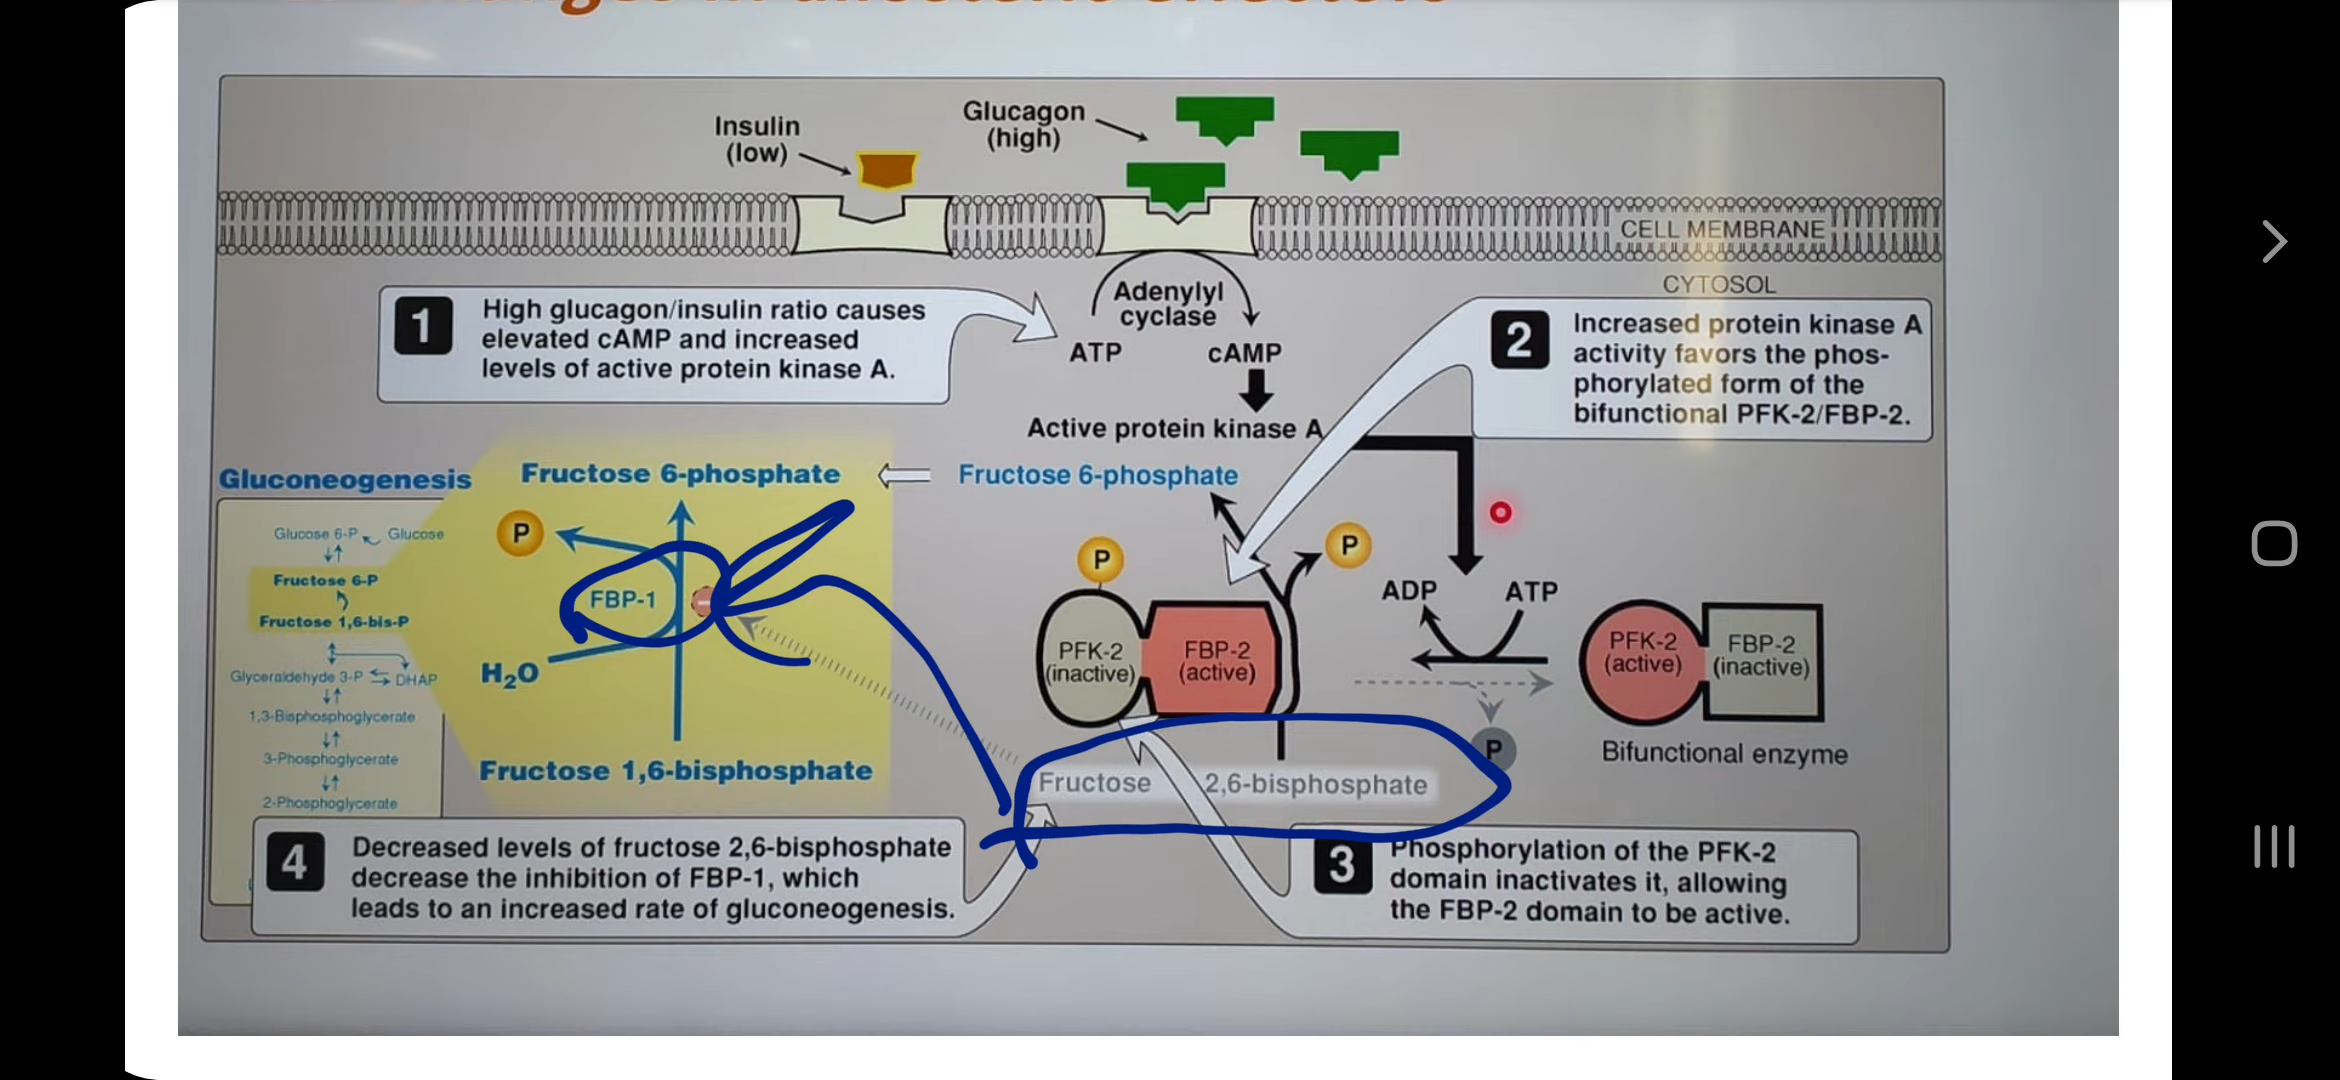 Insulin
(low)
Glucagon
(high)
CELL MEMBRANE
CYTOSOL
Adenylyl
cyclase
ATP
cAMP
1
High glucagon/insulin ratio causes
elevated cAMP and increased
levels of active protein kinase A.
2
Increased protein kinase A
activity favors the phos-
phorylated form of the
bifunctional PFK-2/FBP-2.
Active protein kinase A
Gluconeogenesis
Fructose 6-phosphate
Fructose 6-phosphate
Glucose 6-P
Glucose
Fructose 6-P
Fructose 1,6-bis-P
Glyceraldehyde 3-P
DHAP
1,3-Bisphosphoglycerate
3-Phosphoglycerate
2-Phosphoglycerate
P
FBP-1
H2O
Fructose 1,6-bisphosphate
P
P
PFK-2
(inactive)
FBP-2
(active)
ADP
ATP
P
PFK-2
(active)
FBP-2
(inactive)
Bifunctional enzyme
Fructose 2,6-bisphosphate
4
Decreased levels of fructose 2,6-bisphosphate
decrease the inhibition of FBP-1, which
leads to an increased rate of gluconeogenesis.
3
Phosphorylation of the PFK-2
domain inactivates it, allowing
the FBP-2 domain to be active.